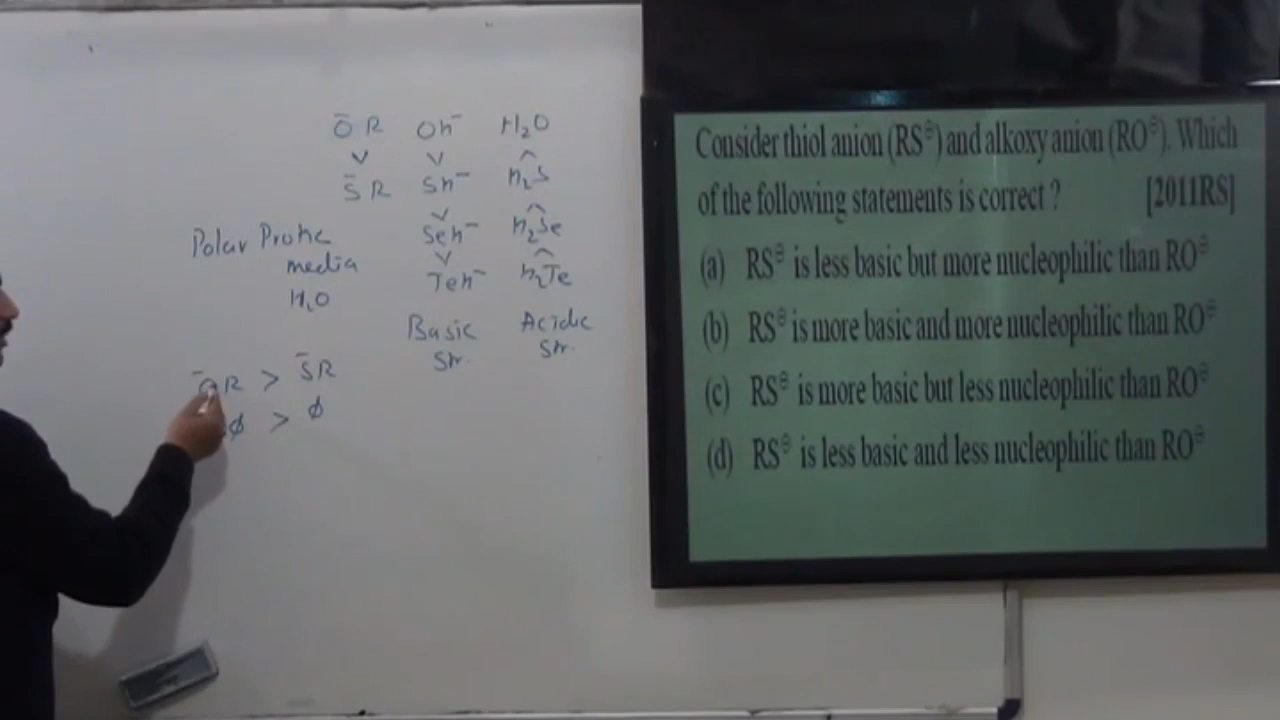 ŌR Oh⁻ H₂O
∨ ∨ ∧
S̄R Sh⁻ h₂S
∨ ∧
Seh⁻ h₂Se
∨ ∧
Teh⁻ h₂Te
Basic Acidic
Str. Str.
Polar Protic
media
H₂O
ŌR > S̄R
ϕ > ϕ
Consider thiol anion (RS⊖) and alkoxy anion (RO⊖). Which
of the following statements is correct ? [2011RS]
(a) RS⊖ is less basic but more nucleophilic than RO⊖
(b) RS⊖ is more basic and more nucleophilic than RO⊖
(c) RS⊖ is more basic but less nucleophilic than RO⊖
(d) RS⊖ is less basic and less nucleophilic than RO⊖